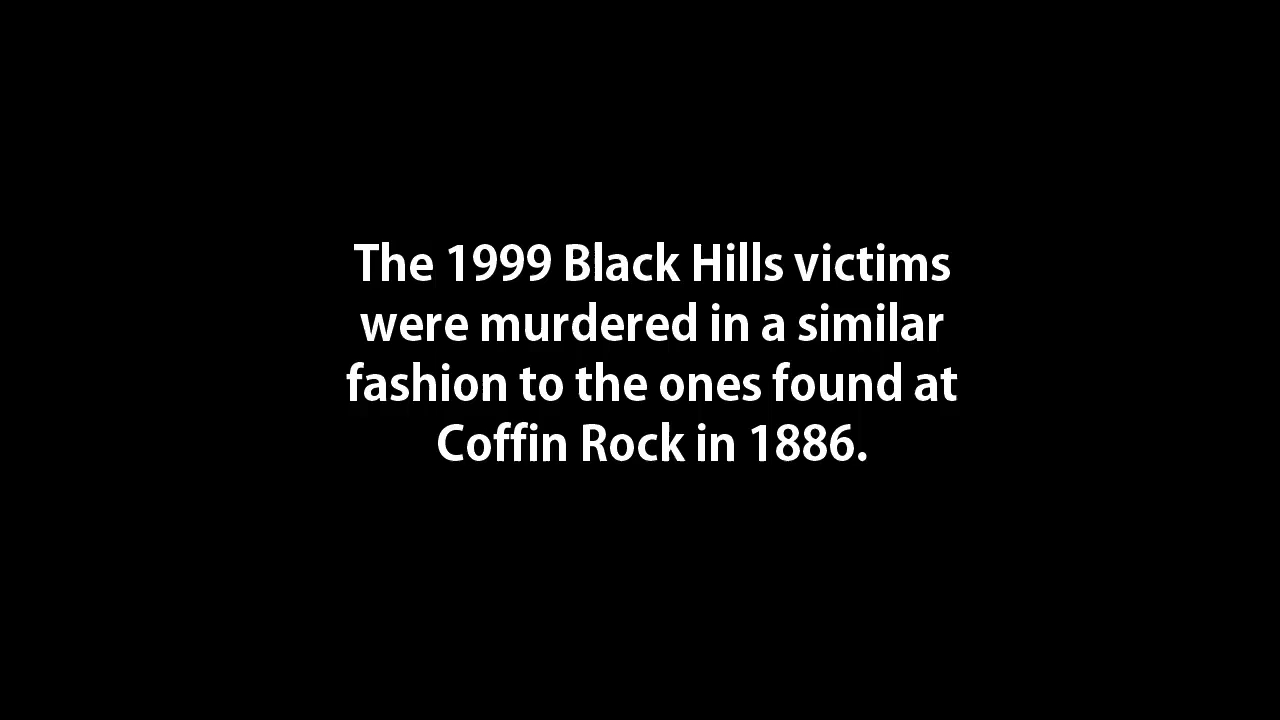 The 1999 Black Hills victims
were murdered in a similar
fashion to the ones found at
Coffin Rock in 1886.